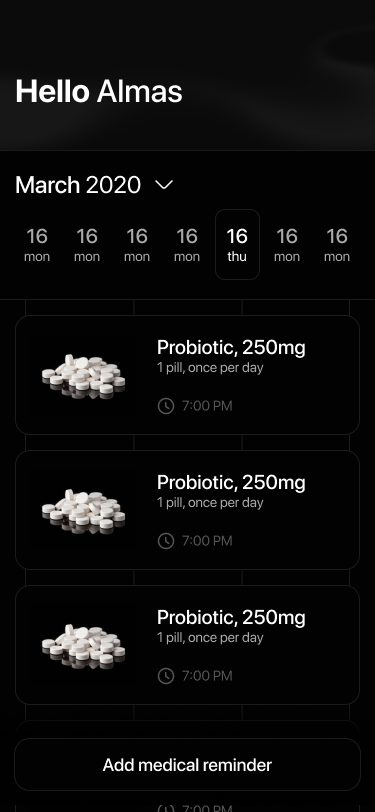 Hello Almas
March 2020
16 16 16 16 16 16 16
mon mon mon mon thu mon mon
Probiotic, 250mg
1 pill, once per day
7:00 PM
Probiotic, 250mg
1 pill, once per day
7:00 PM
Probiotic, 250mg
1 pill, once per day
7:00 PM
Add medical reminder
7:00 PM